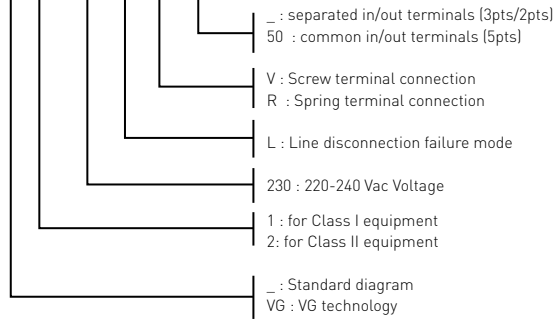 _ : separated in/out terminals (3pts/2pts)
50 : common in/out terminals (5pts)
V : Screw terminal connection
R : Spring terminal connection
L : Line disconnection failure mode
230 : 220-240 Vac Voltage
1 : for Class I equipment
2: for Class II equipment
_ : Standard diagram
VG : VG technology